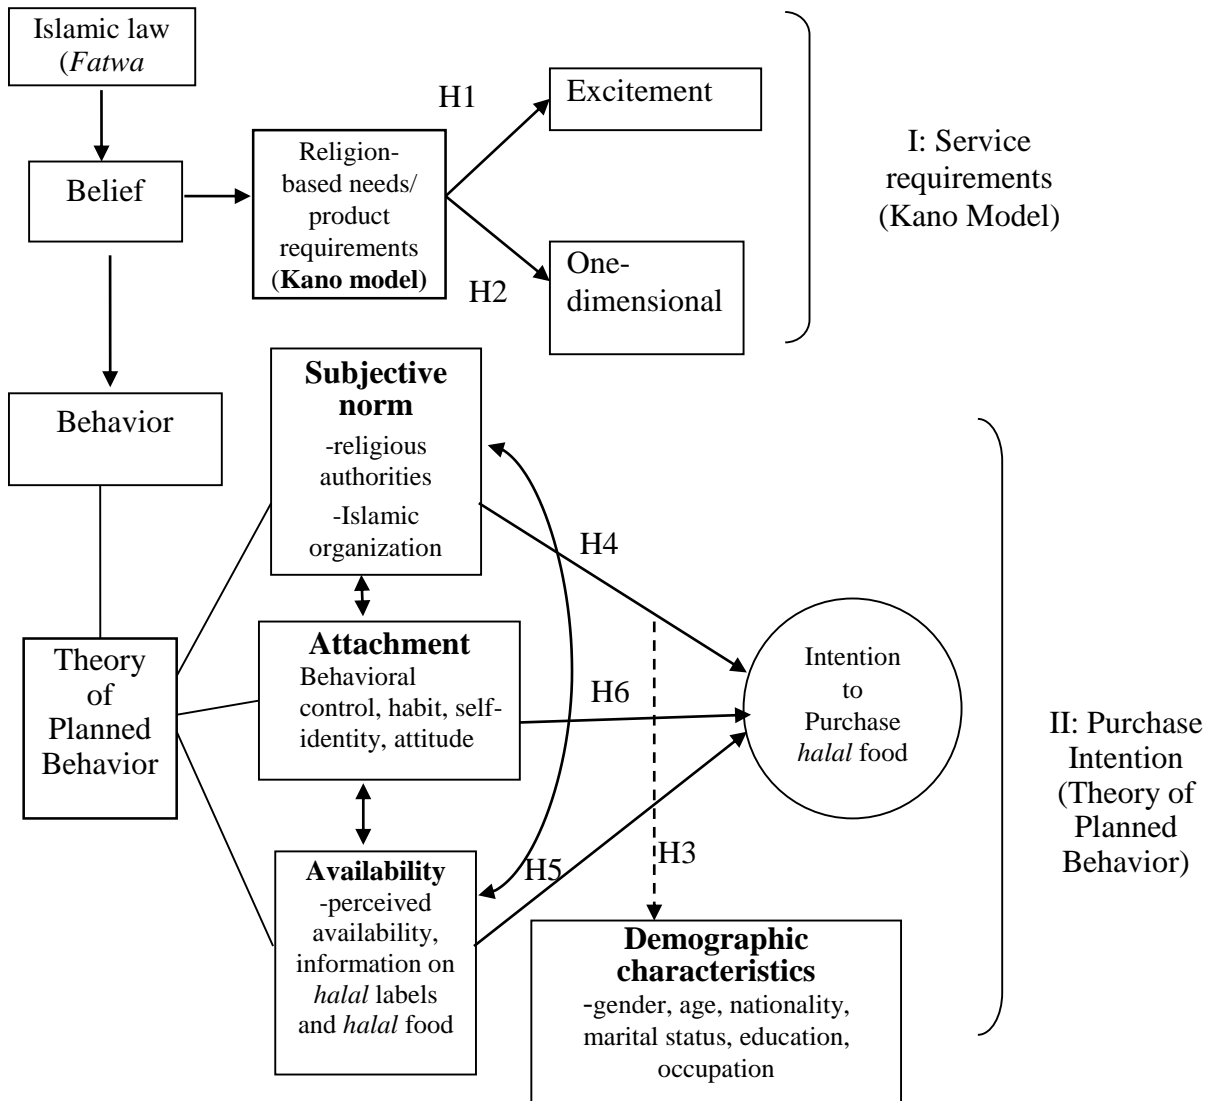 Islamic law
(Fatwa
Belief
Religion-
based needs/
product
requirements
(Kano model)
H1
H2
Excitement
One-
dimensional
I: Service
requirements
(Kano Model)
Behavior
Theory
of
Planned
Behavior
Subjective
norm
-religious
authorities
-Islamic
organization
Attachment
Behavioral
control, habit, self-
identity, attitude
Availability
-perceived
availability,
information on
halal labels
and halal food
H4
H6
H5
H3
Intention
to
Purchase
halal food
Demographic
characteristics
-gender, age, nationality,
marital status, education,
occupation
II: Purchase
Intention
(Theory of
Planned
Behavior)